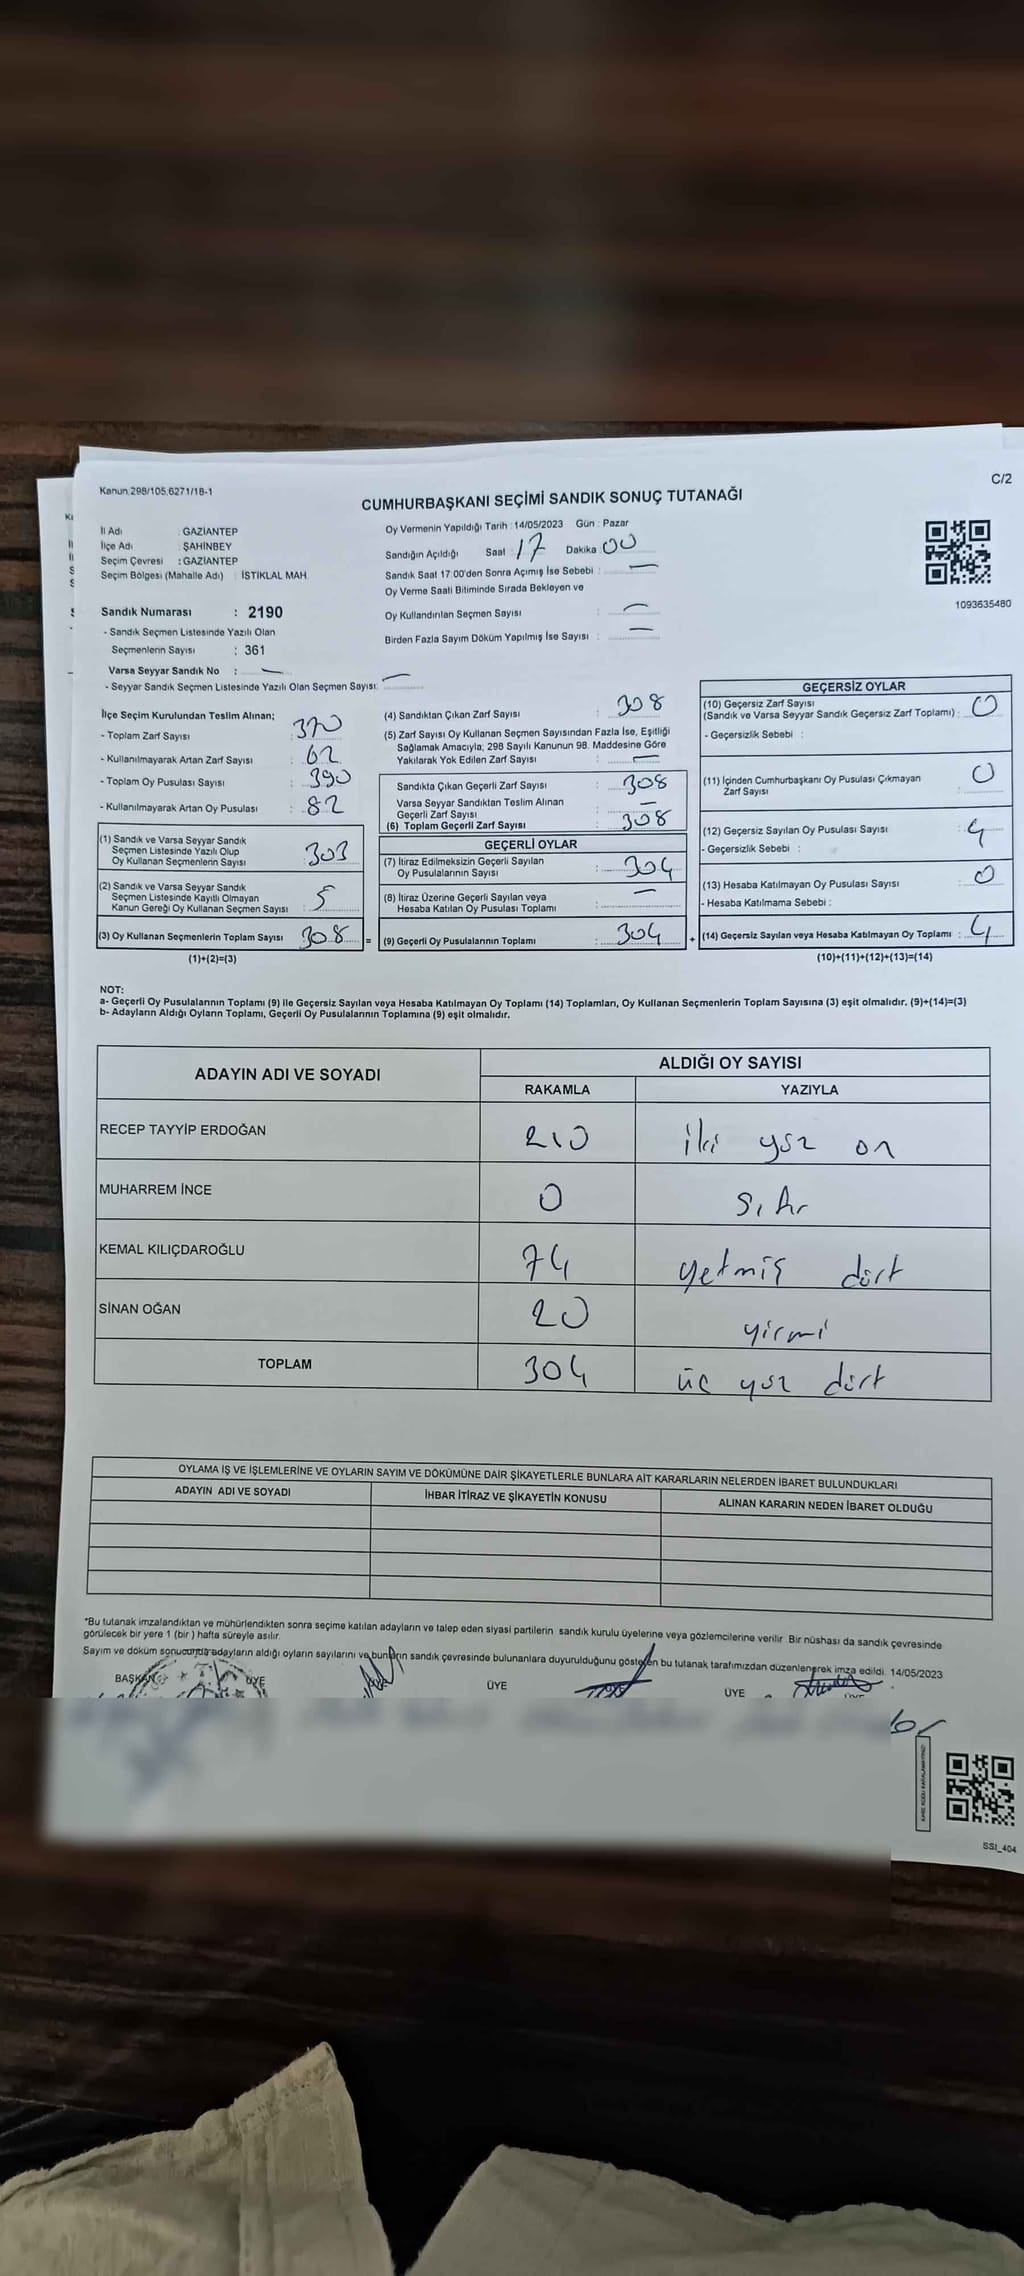 Kanun 298/105,6271/18-1
C/2
CUMHURBAŞKANI SEÇİMİ SANDIK SONUÇ TUTANAĞI
İl Adı : GAZİANTEP
İlçe Adı : ŞAHİNBEY
Seçim Çevresi : GAZİANTEP
Seçim Bölgesi (Mahalle Adı) : İSTİKLAL MAH.
Oy Vermenin Yapıldığı Tarih : 14/05/2023 Gün : Pazar
Sandığın Açıldığı Saat : 17 Dakika : 00
Sandık Saat 17:00'den Sonra Açımış İse Sebebi : —
Oy Verme Saati Bitiminde Sırada Bekleyen ve
Oy Kullandırılan Seçmen Sayısı : —
Birden Fazla Sayım Döküm Yapılmış İse Sayısı : —
1093635480
Sandık Numarası : 2190
- Sandık Seçmen Listesinde Yazılı Olan
Seçmenlerin Sayısı : 361
Varsa Seyyar Sandık No : —
- Seyyar Sandık Seçmen Listesinde Yazılı Olan Seçmen Sayısı: —
İlçe Seçim Kurulundan Teslim Alınan;
- Toplam Zarf Sayısı : 370
- Kullanılmayarak Artan Zarf Sayısı : 62
- Toplam Oy Pusulası Sayısı : 390
- Kullanılmayarak Artan Oy Pusulası : 82
(1) Sandık ve Varsa Seyyar Sandık
Seçmen Listesinde Yazılı Olup
Oy Kullanan Seçmenlerin Sayısı : 303
(2) Sandık ve Varsa Seyyar Sandık
Seçmen Listesinde Kayıtlı Olmayan
Kanun Gereği Oy Kullanan Seçmen Sayısı : 5
(3) Oy Kullanan Seçmenlerin Toplam Sayısı : 308
(1)+(2)=(3)
(4) Sandıktan Çıkan Zarf Sayısı : 308
(5) Zarf Sayısı Oy Kullanan Seçmen Sayısından Fazla İse, Eşitliği
Sağlamak Amacıyla; 298 Sayılı Kanunun 98. Maddesine Göre
Yakılarak Yok Edilen Zarf Sayısı : —
Sandıkta Çıkan Geçerli Zarf Sayısı : 308
Varsa Seyyar Sandıktan Teslim Alınan
Geçerli Zarf Sayısı : —
(6) Toplam Geçerli Zarf Sayısı : 308
GEÇERLİ OYLAR
(7) İtiraz Edilmeksizin Geçerli Sayılan
Oy Pusulalarının Sayısı : 304
(8) İtiraz Üzerine Geçerli Sayılan veya
Hesaba Katılan Oy Pusulası Toplamı : —
= (9) Geçerli Oy Pusulalarının Toplamı : 304 +
GEÇERSİZ OYLAR
(10) Geçersiz Zarf Sayısı
(Sandık ve Varsa Seyyar Sandık Geçersiz Zarf Toplamı) : 0
- Geçersizlik Sebebi :
(11) İçinden Cumhurbaşkanı Oy Pusulası Çıkmayan
Zarf Sayısı : 0
(12) Geçersiz Sayılan Oy Pusulası Sayısı : 4
- Geçersizlik Sebebi :
(13) Hesaba Katılmayan Oy Pusulası Sayısı : 0
- Hesaba Katılmama Sebebi :
(14) Geçersiz Sayılan veya Hesaba Katılmayan Oy Toplamı : 4
(10)+(11)+(12)+(13)=(14)
NOT:
a- Geçerli Oy Pusulalarının Toplamı (9) ile Geçersiz Sayılan veya Hesaba Katılmayan Oy Toplamı (14) Toplamları, Oy Kullanan Seçmenlerin Toplam Sayısına (3) eşit olmalıdır. (9)+(14)=(3)
b- Adayların Aldığı Oyların Toplamı, Geçerli Oy Pusulalarının Toplamına (9) eşit olmalıdır.
ADAYIN ADI VE SOYADI
ALDIĞI OY SAYISI
RAKAMLA YAZIYLA
RECEP TAYYİP ERDOĞAN 210 iki yüz on
MUHARREM İNCE 0 Sıfır
KEMAL KILIÇDAROĞLU 74 yetmiş dört
SİNAN OĞAN 20 yirmi
TOPLAM 304 üç yüz dört
OYLAMA İŞ VE İŞLEMLERİNE VE OYLARIN SAYIM VE DÖKÜMÜNE DAİR ŞİKAYETLERLE BUNLARA AİT KARARLARIN NELERDEN İBARET BULUNDUKLARI
ADAYIN ADI VE SOYADI İHBAR İTİRAZ VE ŞİKAYETİN KONUSU ALINAN KARARIN NEDEN İBARET OLDUĞU
*Bu tutanak imzalandıktan ve mühürlendikten sonra seçime katılan adayların ve talep eden siyasi partilerin sandık kurulu üyelerine veya gözlemcilerine verilir. Bir nüshası da sandık çevresinde
görülecek bir yere 1 (bir) hafta süreyle asılır.
Sayım ve döküm sonucunda adayların aldığı oyların sayılarını ve bunların sandık çevresinde bulunanlara duyurulduğunu gösteren bu tutanak tarafımızdan düzenlenerek imza edildi. 14/05/2023
BAŞKAN ÜYE ÜYE ÜYE ÜYE
SSI_404